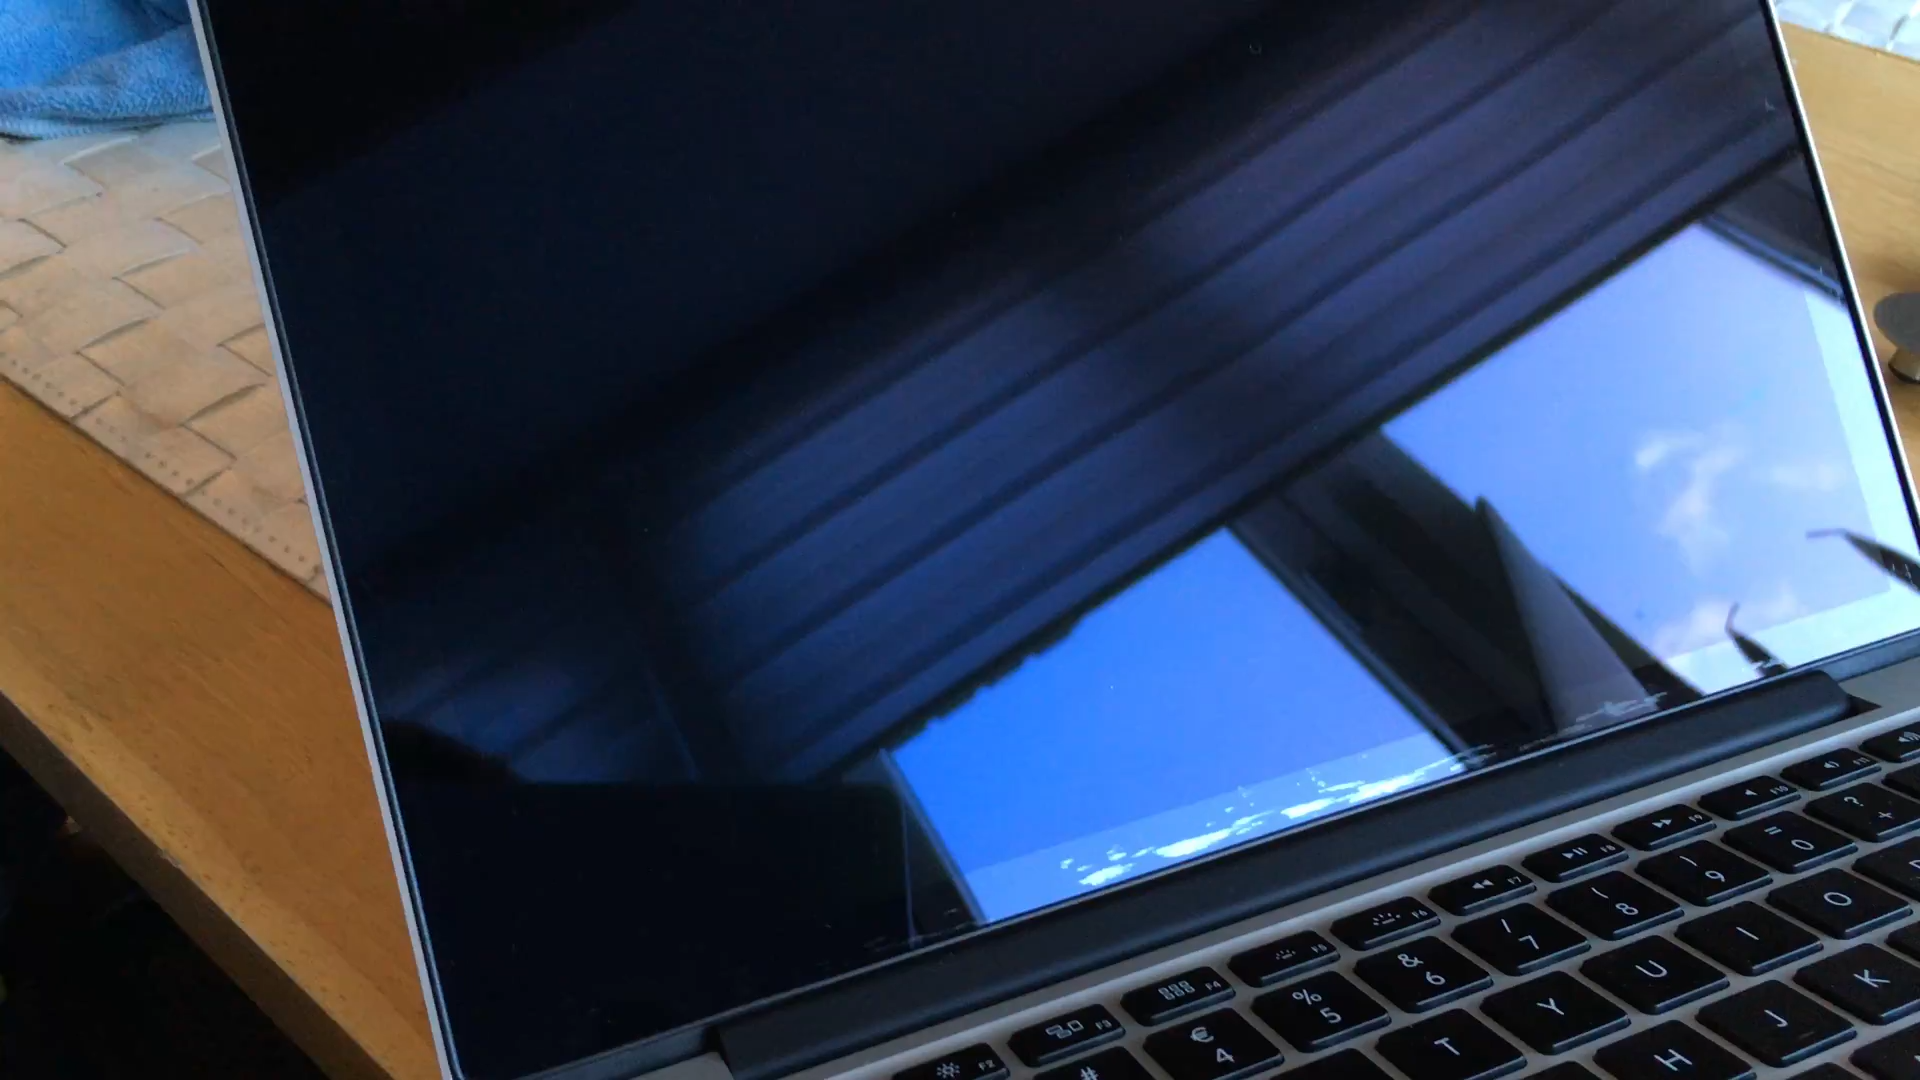 F2 F3 F4 F5 F6 F7 F8 F9 F10 F11
# € 4 % 5 & 6 / 7 ( 8 ) 9 = 0 ? +
T Y U I O
H J K